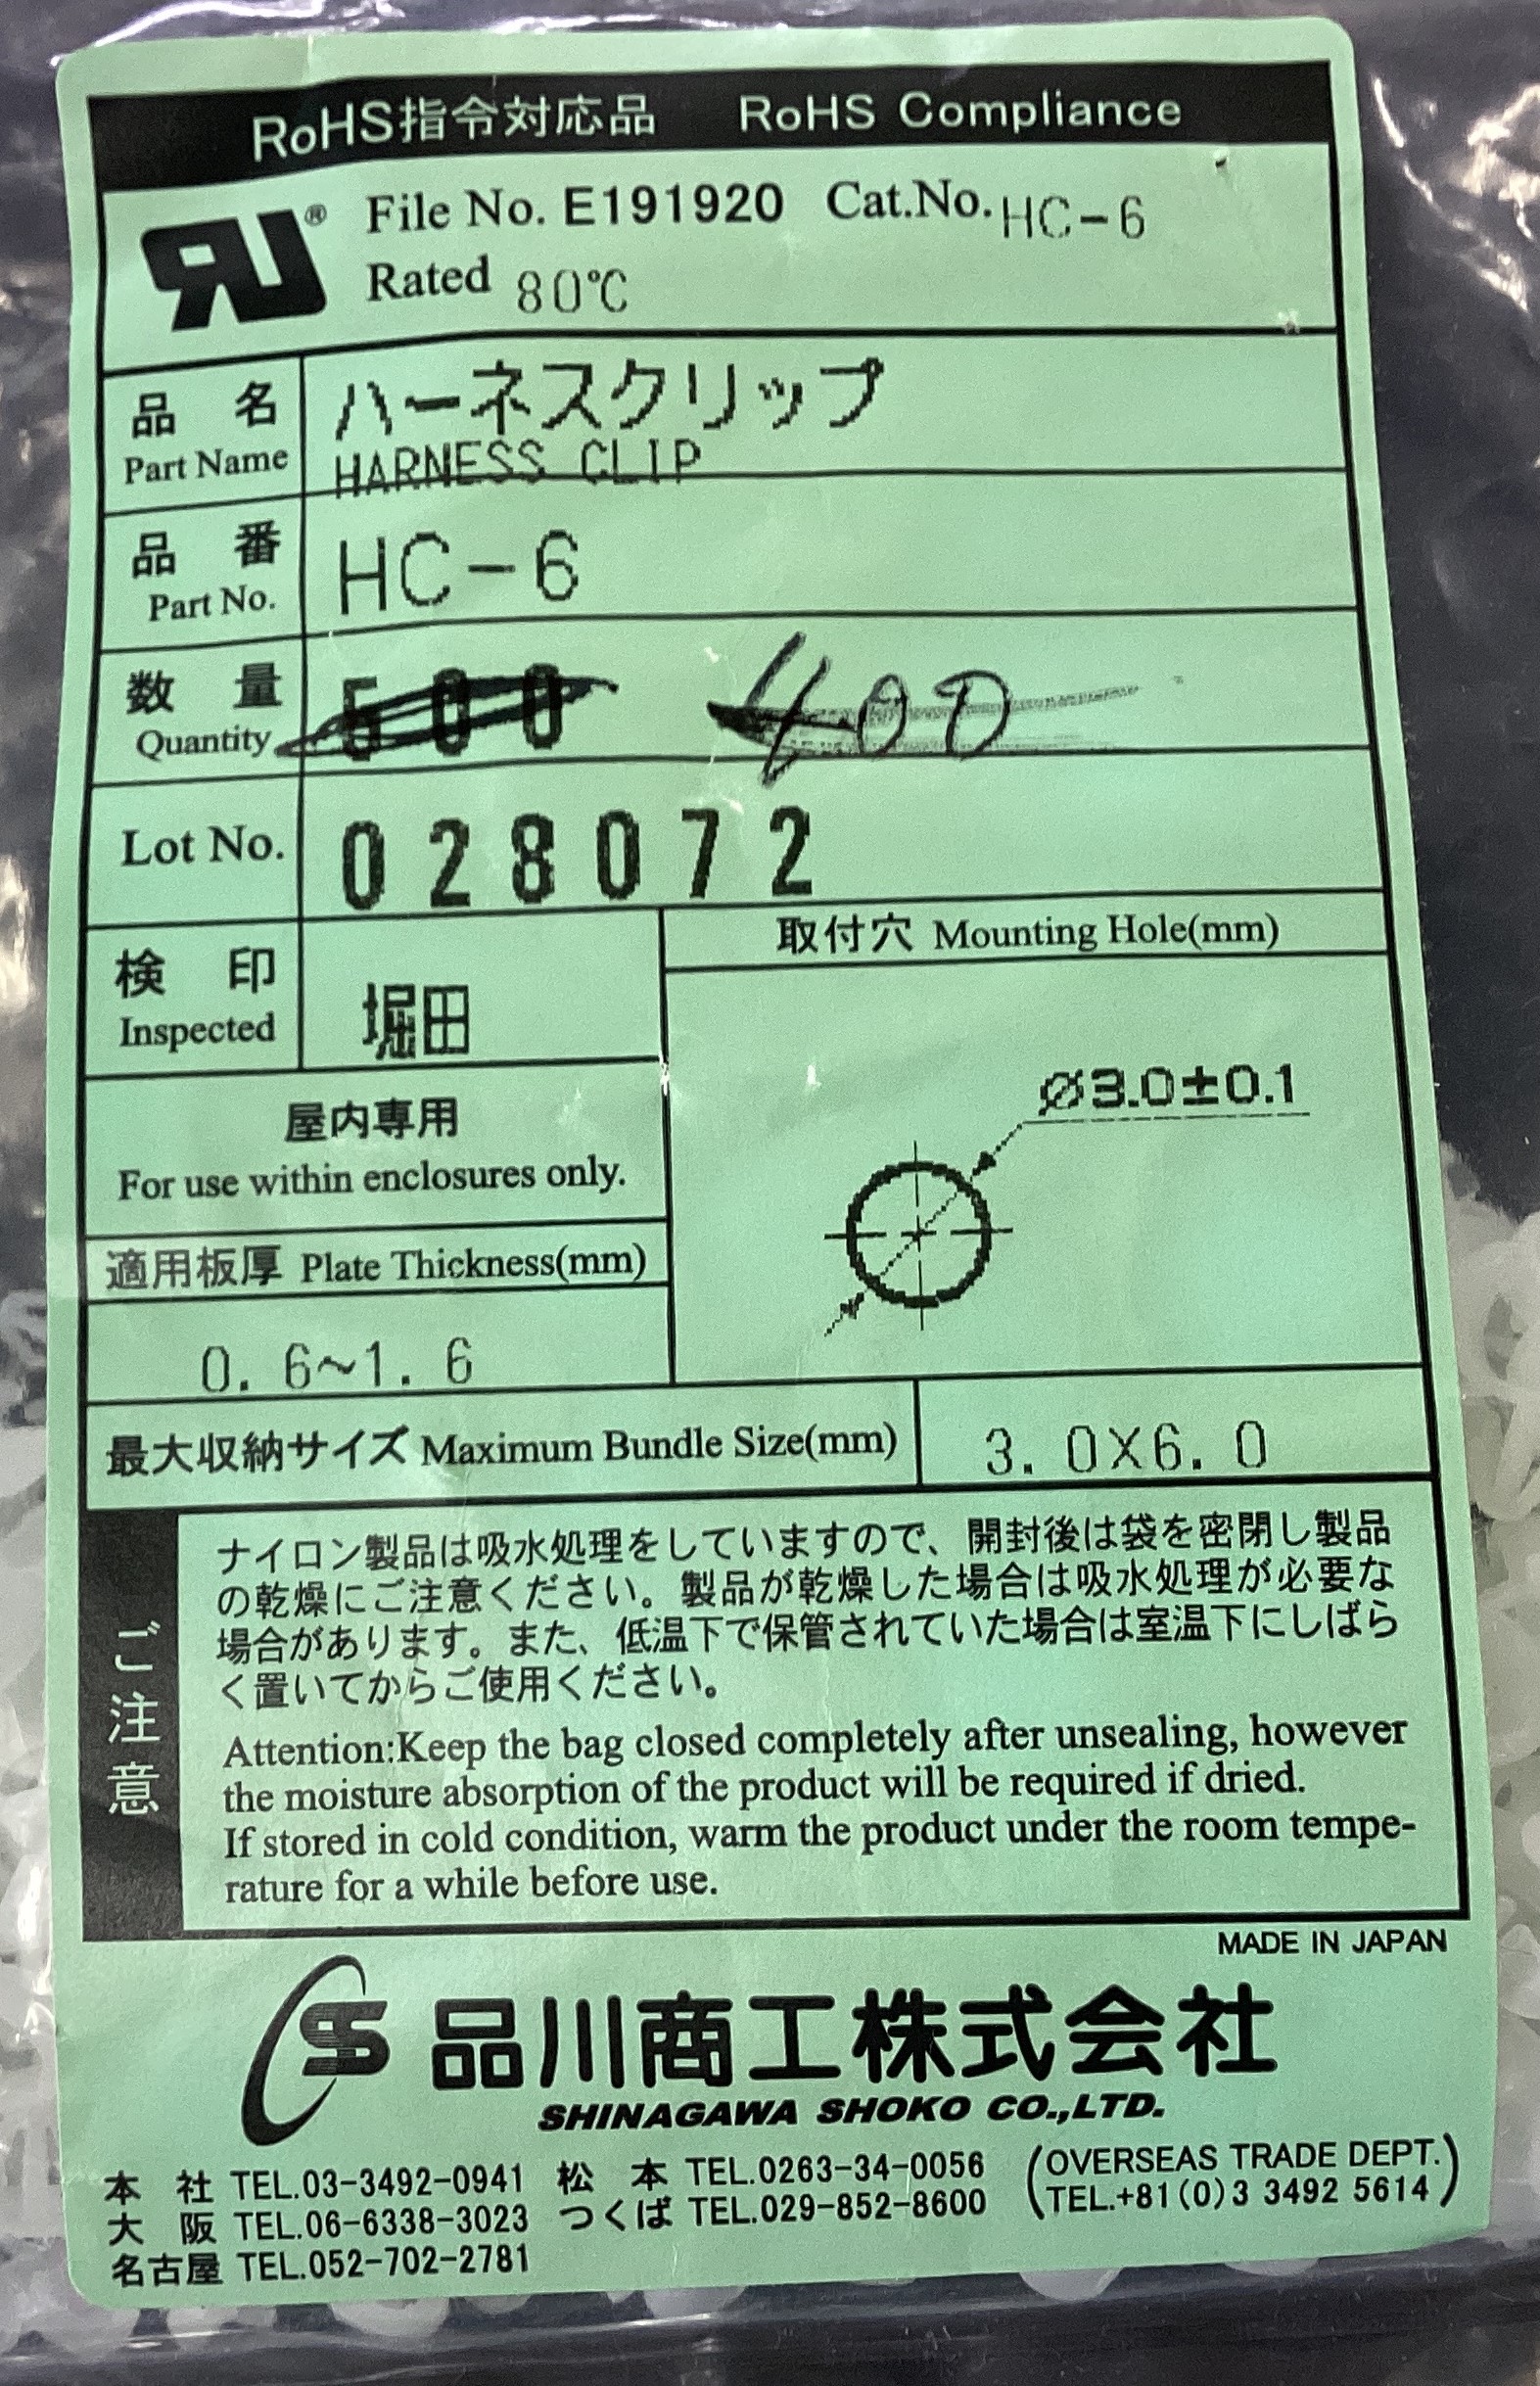 RoHS指令対応品 RoHS Compliance
® File No. E191920 Cat.No. HC-6
Rated 80℃
品名 ハーネスクリップ
Part Name HARNESS CLIP
品番 HC-6
Part No.
数量 500 400
Quantity
Lot No. 028072
検印 堀田
Inspected
取付穴 Mounting Hole(mm)
ø3.0±0.1
屋内専用
For use within enclosures only.
適用板厚 Plate Thickness(mm)
0.6~1.6
最大収納サイズ Maximum Bundle Size(mm) 3.0X6.0
ご注意
ナイロン製品は吸水処理をしていますので、開封後は袋を密閉し製品
の乾燥にご注意ください。製品が乾燥した場合は吸水処理が必要な
場合があります。また、低温下で保管されていた場合は室温下にしばら
く置いてからご使用ください。
Attention:Keep the bag closed completely after unsealing, however
the moisture absorption of the product will be required if dried.
If stored in cold condition, warm the product under the room tempe-
rature for a while before use.
MADE IN JAPAN
品川商工株式会社
SHINAGAWA SHOKO CO.,LTD.
本社 TEL.03-3492-0941 松本 TEL.0263-34-0056 (OVERSEAS TRADE DEPT.
大阪 TEL.06-6338-3023 つくば TEL.029-852-8600 TEL.+81(0)3 3492 5614)
名古屋 TEL.052-702-2781